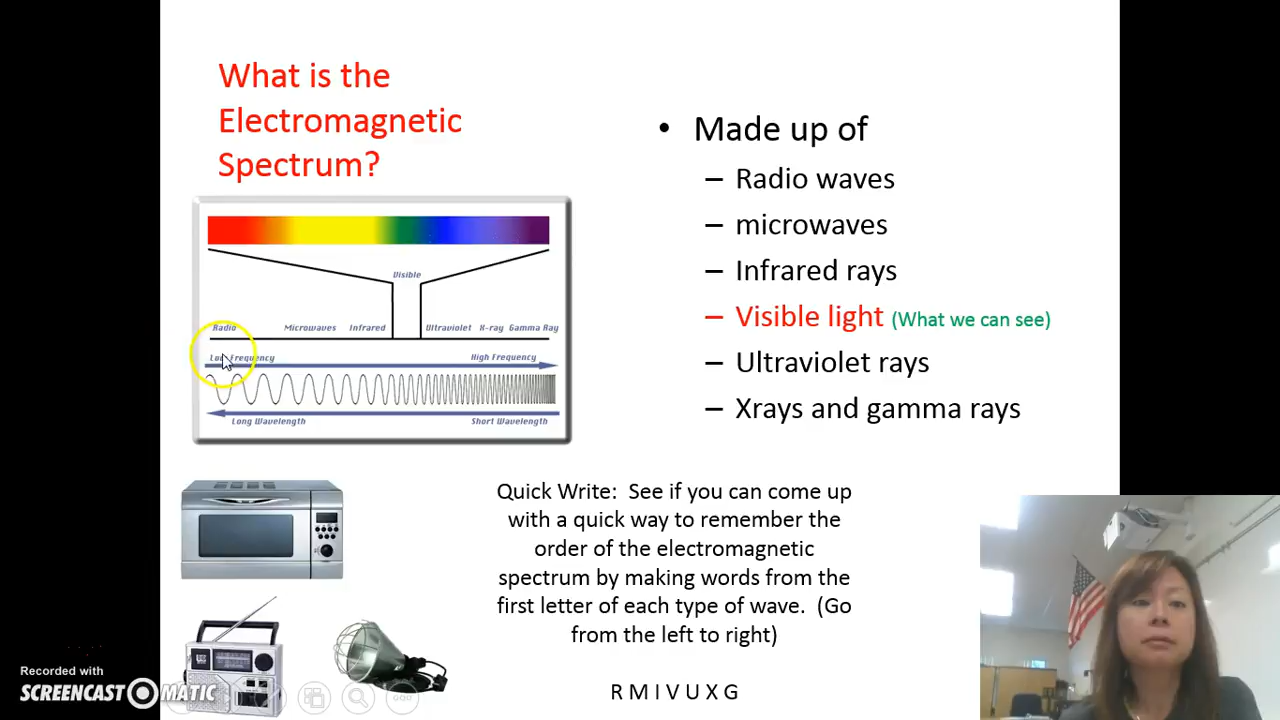 What is the
Electromagnetic
Spectrum?
Visible
Radio Microwaves Infrared Ultraviolet X-ray Gamma Ray
Low Frequency High Frequency
Long Wavelength Short Wavelength
• Made up of
– Radio waves
– microwaves
– Infrared rays
– Visible light (What we can see)
– Ultraviolet rays
– Xrays and gamma rays
Quick Write: See if you can come up
with a quick way to remember the
order of the electromagnetic
spectrum by making words from the
first letter of each type of wave. (Go
from the left to right)
R M I V U X G
Recorded with
SCREENCAST MATIC